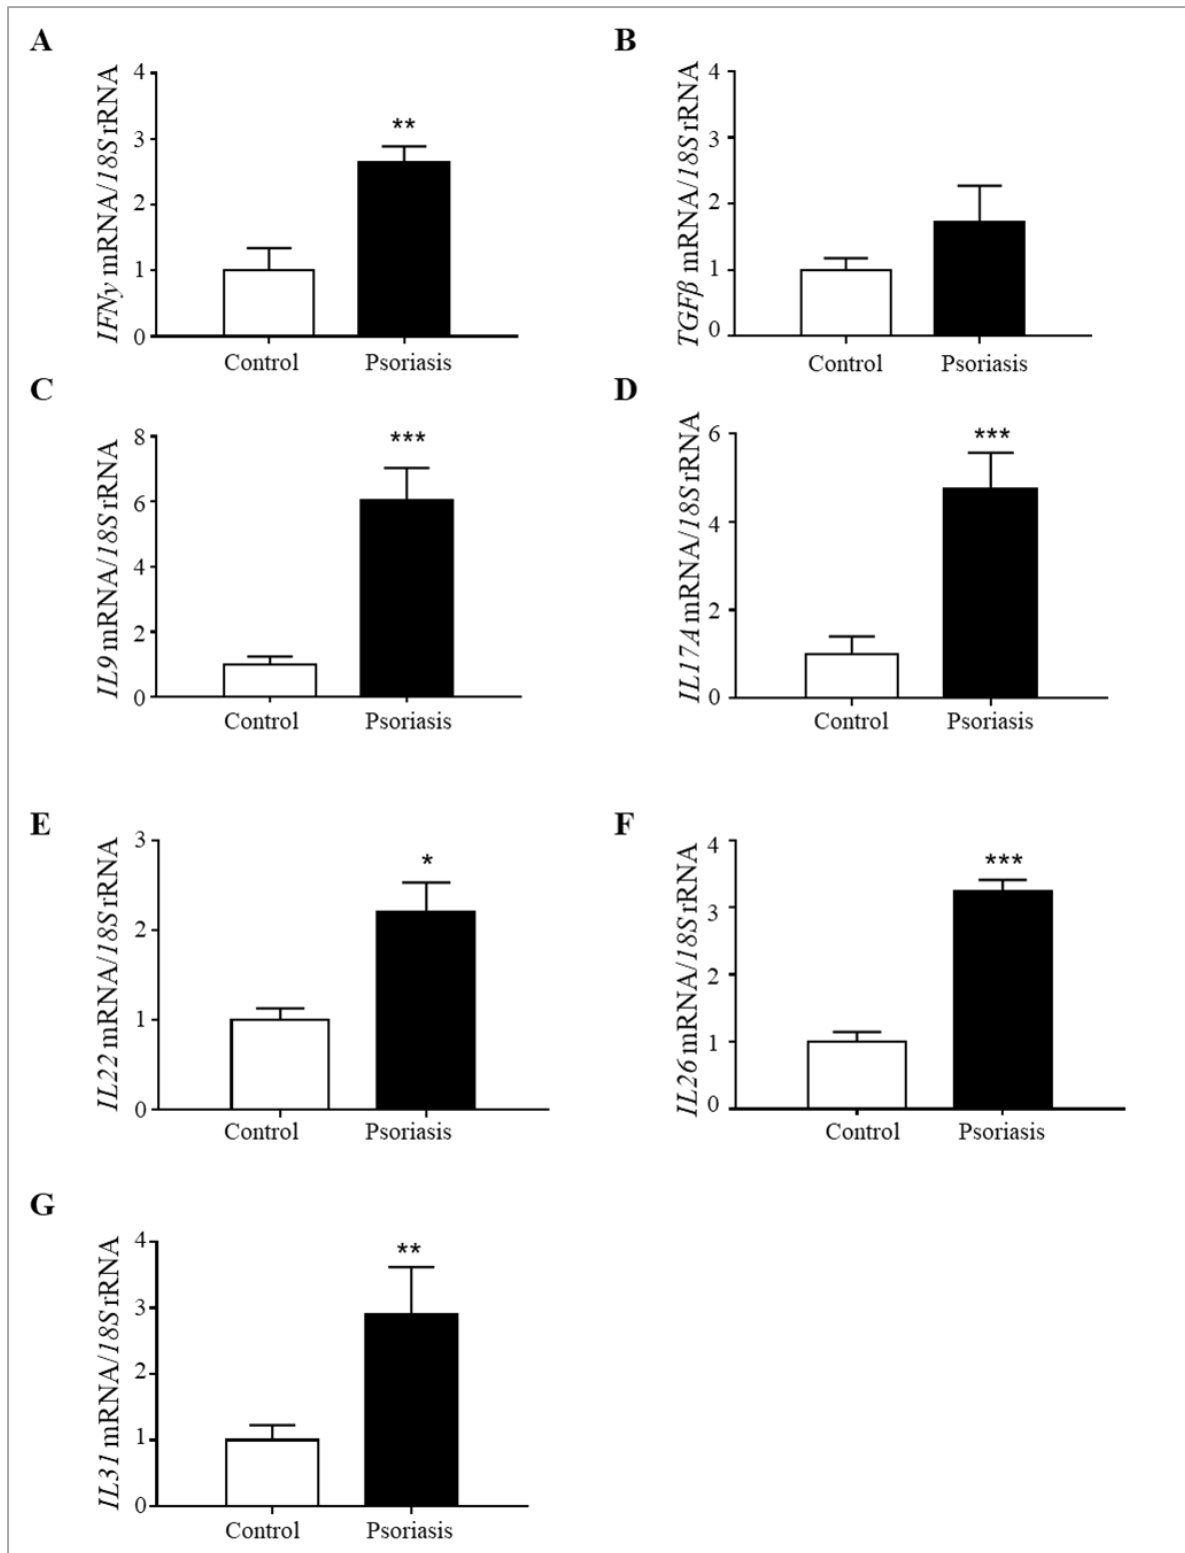 A
IFNγ mRNA/18S rRNA
4
3
2
1
0
**
Control Psoriasis
B
TGFβ mRNA/18S rRNA
4
3
2
1
0
Control Psoriasis
C
IL9 mRNA/18S rRNA
8
6
4
2
0
***
Control Psoriasis
D
IL17A mRNA/18S rRNA
6
4
2
0
***
Control Psoriasis
E
IL22 mRNA/18S rRNA
3
2
1
0
*
Control Psoriasis
F
IL26 mRNA/18S rRNA
4
3
2
1
0
***
Control Psoriasis
G
IL31 mRNA/18S rRNA
4
3
2
1
0
**
Control Psoriasis